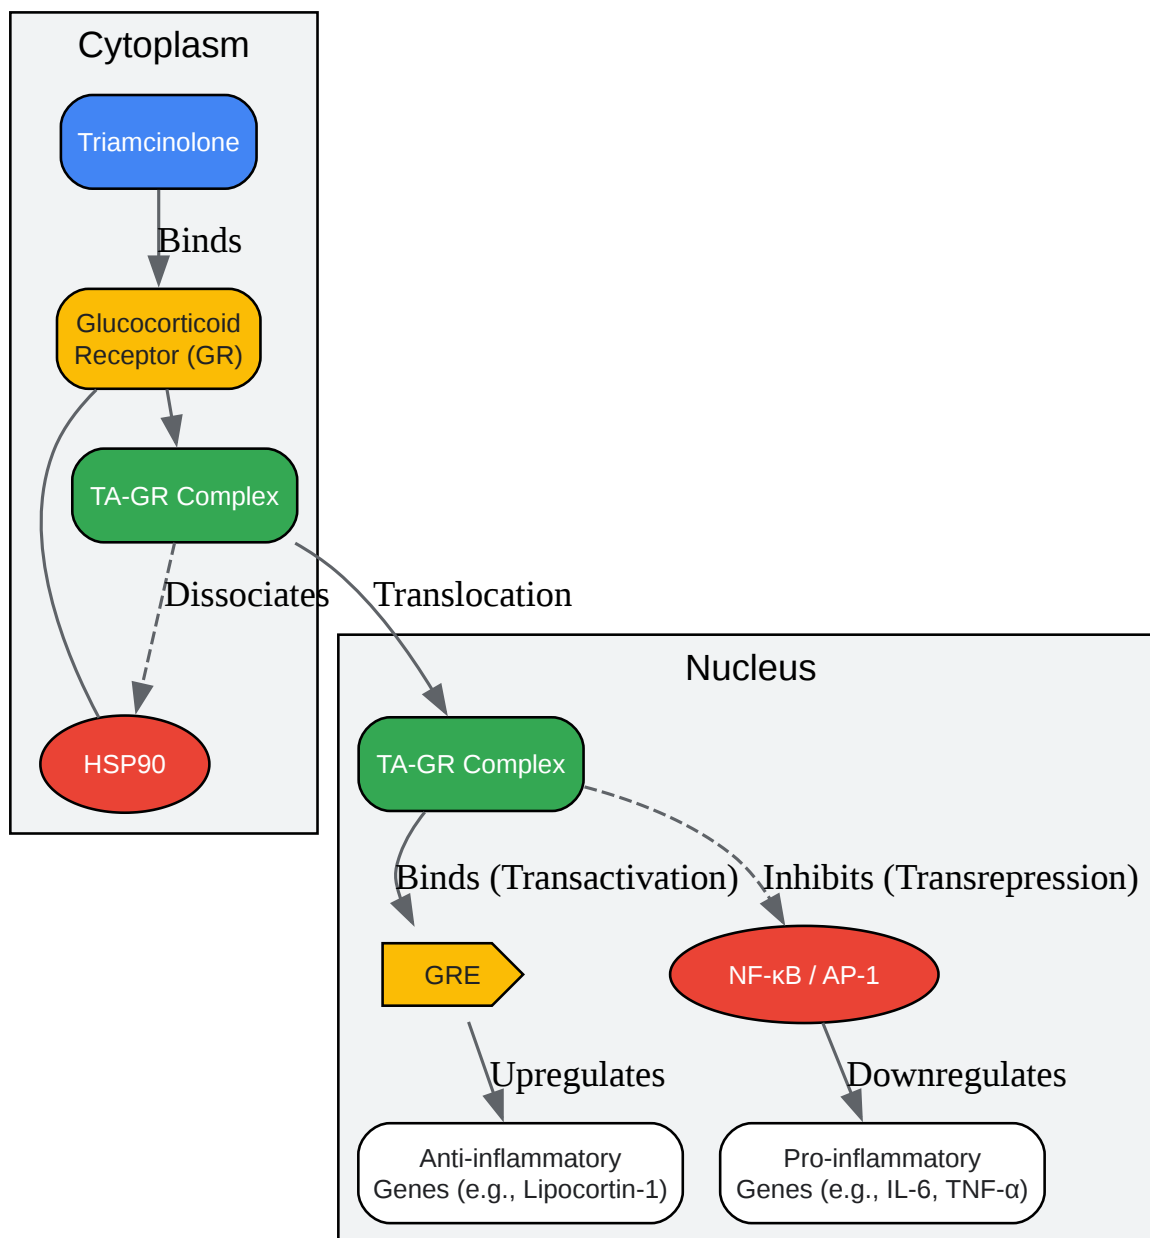 Cytoplasm
Triamcinolone
Binds
Glucocorticoid
Receptor (GR)
TA-GR Complex
Dissociates
Translocation
HSP90
Nucleus
TA-GR Complex
Binds (Transactivation)
Inhibits (Transrepression)
GRE
NF-κB / AP-1
Upregulates
Downregulates
Anti-inflammatory
Genes (e.g., Lipocortin-1)
Pro-inflammatory
Genes (e.g., IL-6, TNF-α)